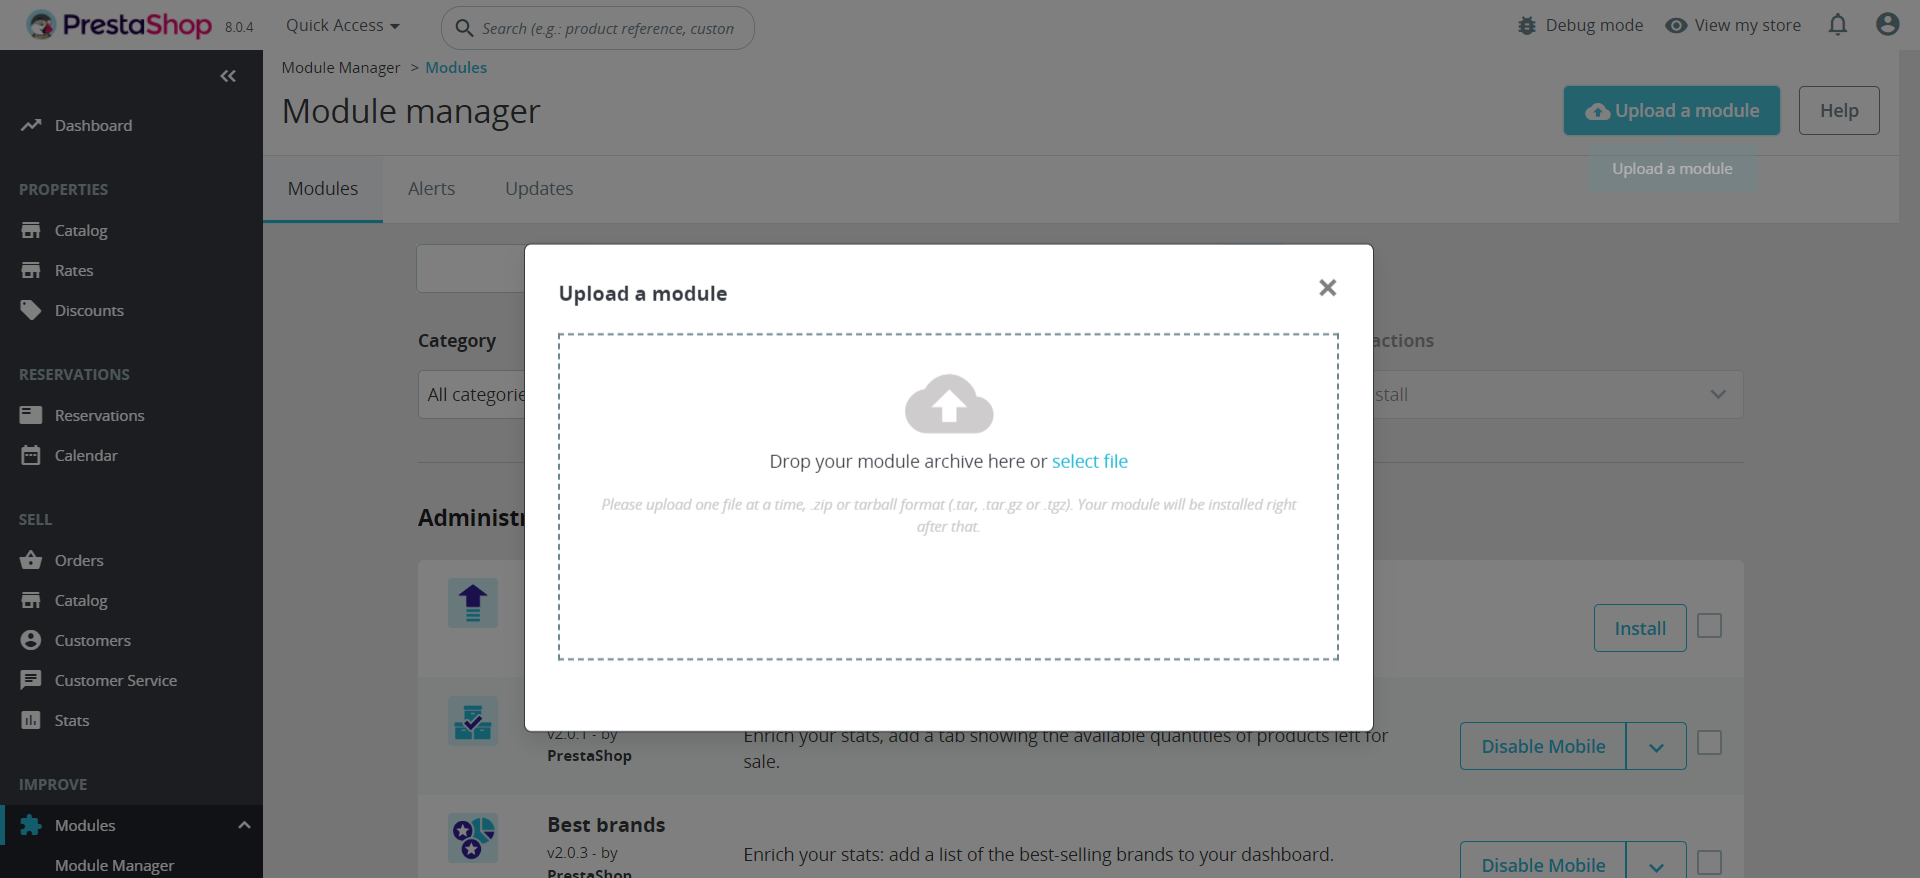 PrestaShop 8.0.4 Quick Access Search (e.g.: product reference, custon Debug mode View my store
Module Manager > Modules
Module manager
Upload a module Help
Upload a module
Modules Alerts Updates
Dashboard
PROPERTIES
Catalog
Rates
Discounts
RESERVATIONS
Reservations
Calendar
SELL
Orders
Catalog
Customers
Customer Service
Stats
IMPROVE
Modules
Module Manager
Upload a module
Drop your module archive here or select file
Please upload one file at a time, .zip or tarball format (.tar, .tar.gz or .tgz). Your module will be installed right
after that.
Category actions
All categorie stall
Administr
Install
v2.0.1 - by
PrestaShop
Enrich your stats, add a tab showing the available quantities of products left for
sale.
Disable Mobile
Best brands
v2.0.3 - by
PrestaShop
Enrich your stats: add a list of the best-selling brands to your dashboard.
Disable Mobile